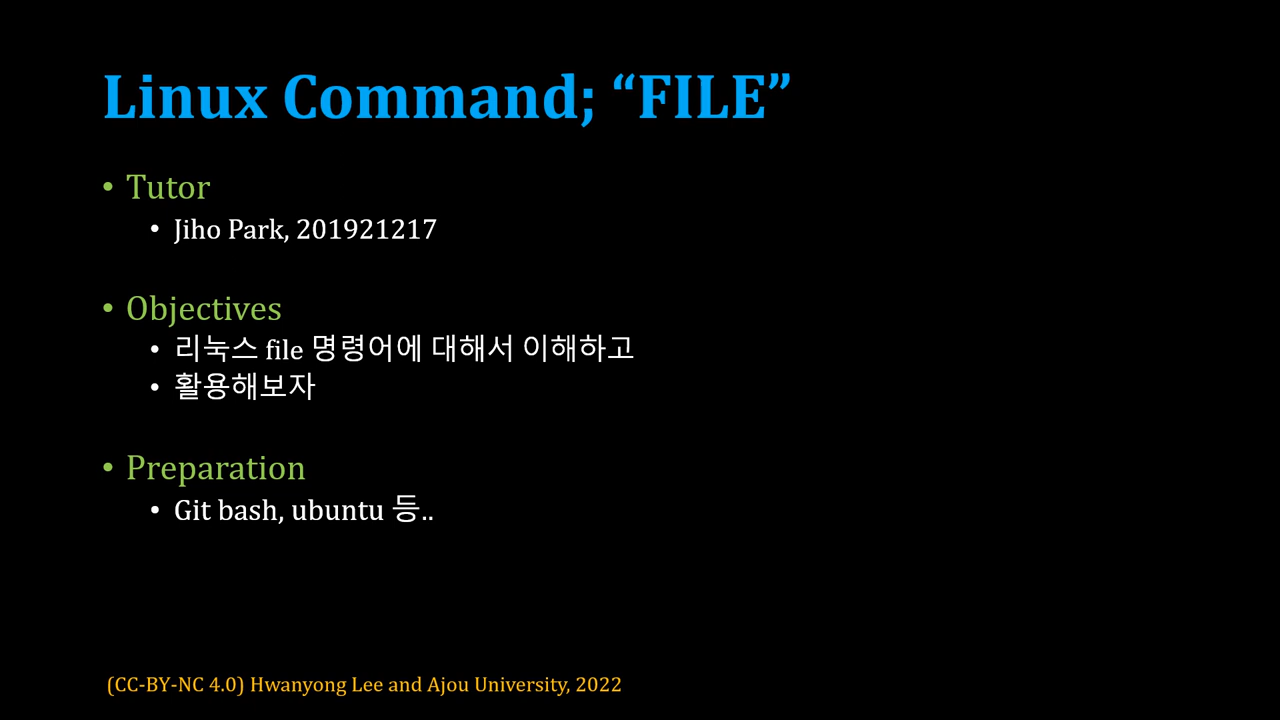 Linux Command; “FILE”
• Tutor
• Jiho Park, 201921217
• Objectives
• 리눅스 file 명령어에 대해서 이해하고
• 활용해보자
• Preparation
• Git bash, ubuntu 등..
(CC-BY-NC 4.0) Hwanyong Lee and Ajou University, 2022